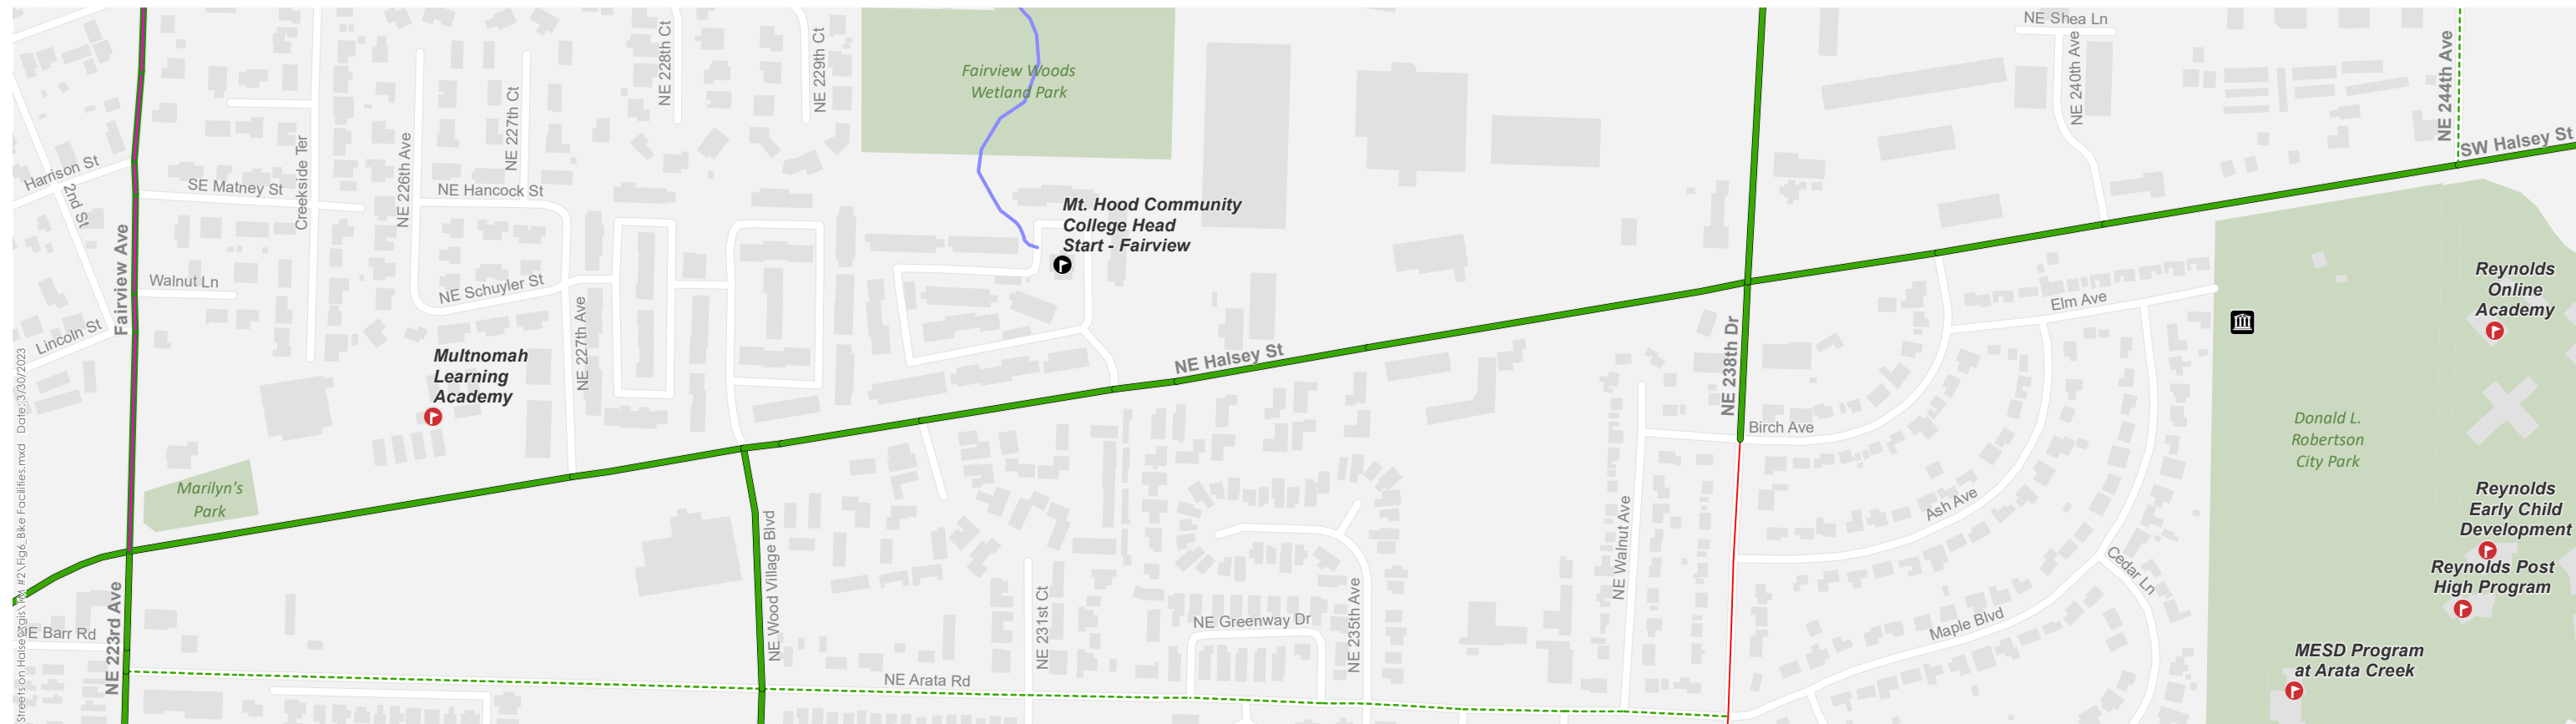 NE Shea Ln
NE 228th Ct
NE 229th Ct
NE 240th Ave
NE 244th Ave
Fairview Woods
Wetland Park
NE 227th Ct
SW Halsey St
Harrison St
2nd St
SE Matney St
Creekside Ter
NE 226th Ave
NE Hancock St
Mt. Hood Community
College Head
Start - Fairview
Fairview Ave
Walnut Ln
NE Schuyler St
Reynolds
Online
Academy
Elm Ave
Lincoln St
NE 227th Ave
Multnomah
Learning
Academy
NE Halsey St
NE 238th Dr
Birch Ave
Donald L.
Robertson
City Park
Marilyn's
Park
Ash Ave
NE Walnut Ave
Reynolds
Early Child
Development
Reynolds Post
High Program
Cedar Ln
NE Wood Village Blvd
NE 231st Ct
NE Greenway Dr
NE 235th Ave
Maple Blvd
NE 223rd Ave
NE Arata Rd
MESD Program
at Arata Creek
Barr Rd
Date: 3/30/2023